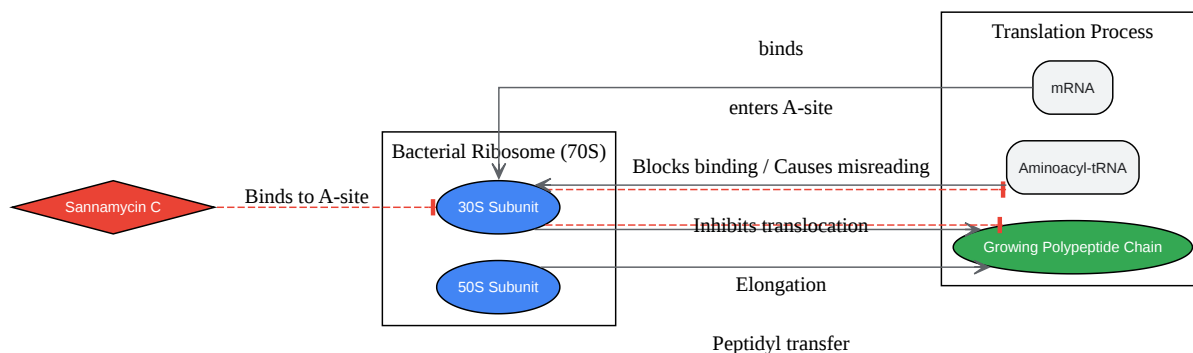 Translation Process
binds
mRNA
enters A-site
Bacterial Ribosome (70S)
Blocks binding / Causes misreading
Aminoacyl-tRNA
Sannamycin C
Binds to A-site
30S Subunit
Inhibits translocation
Growing Polypeptide Chain
50S Subunit
Elongation
Peptidyl transfer